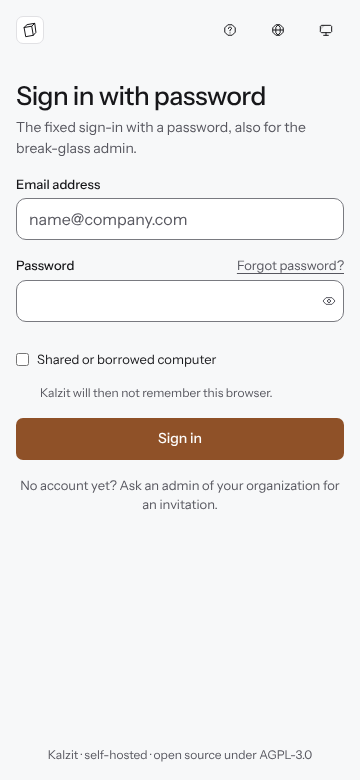 Sign in with password
The fixed sign-in with a password, also for the
break-glass admin.
Email address
name@company.com
Password
Forgot password?
Shared or borrowed computer
Kalzit will then not remember this browser.
Sign in
No account yet? Ask an admin of your organization for
an invitation.
Kalzit · self-hosted · open source under AGPL-3.0